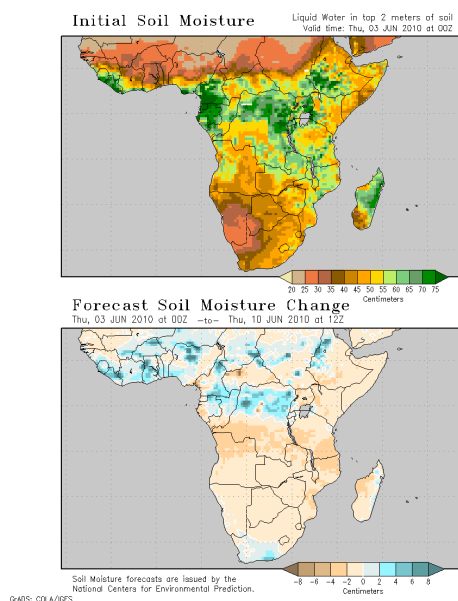 Initial Soil Moisture
Liquid Water in top 2 meters of soil
Valid time: Thu, 03 JUN 2010 at 00Z
20 25 30 35 40 45 50 55 60 65 70 75
Centimeters
Forecast Soil Moisture Change
Thu, 03 JUN 2010 at 00Z -to- Thu, 10 JUN 2010 at 12Z
Soil Moisture forecasts are issued by the
National Centers for Environmental Prediction.
-8 -6 -4 -2 0 2 4 6 8
Centimeters
GrADS: COLA/IGES